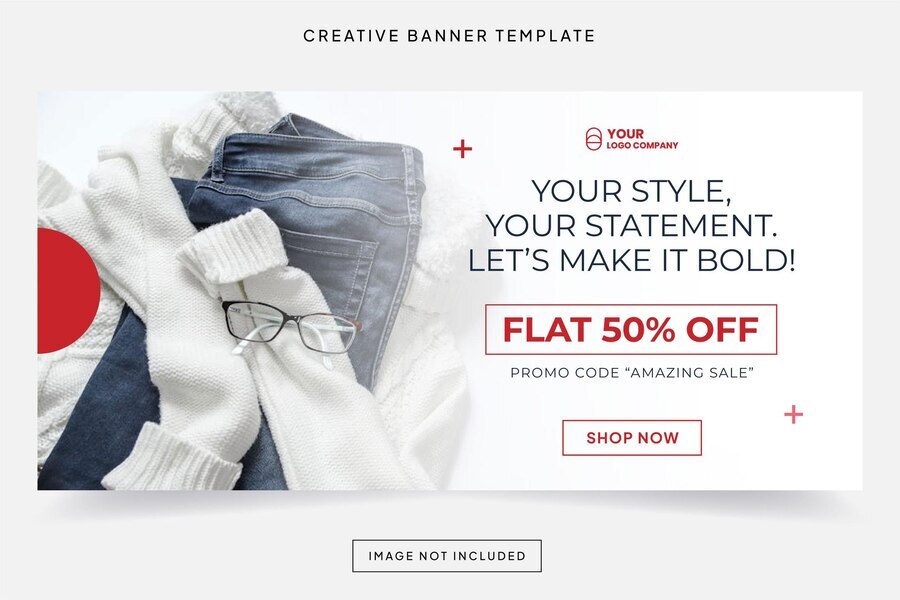 CREATIVE BANNER TEMPLATE
YOUR
LOGO COMPANY
YOUR STYLE,
YOUR STATEMENT.
LET'S MAKE IT BOLD!
FLAT 50% OFF
PROMO CODE “AMAZING SALE”
SHOP NOW
IMAGE NOT INCLUDED